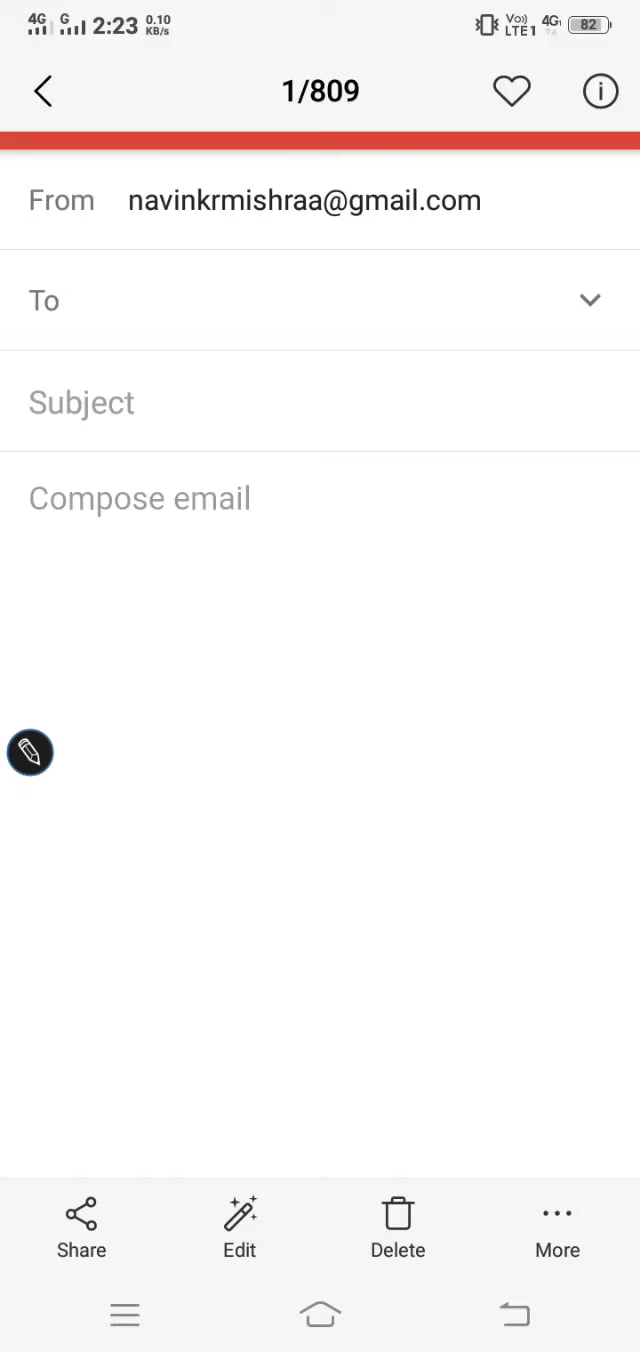 4G G 2:23 0.10 KB/s Vo)) LTE1 4G 82
1/809
From navinkrmishraa@gmail.com
To
Subject
Compose email
Share Edit Delete More